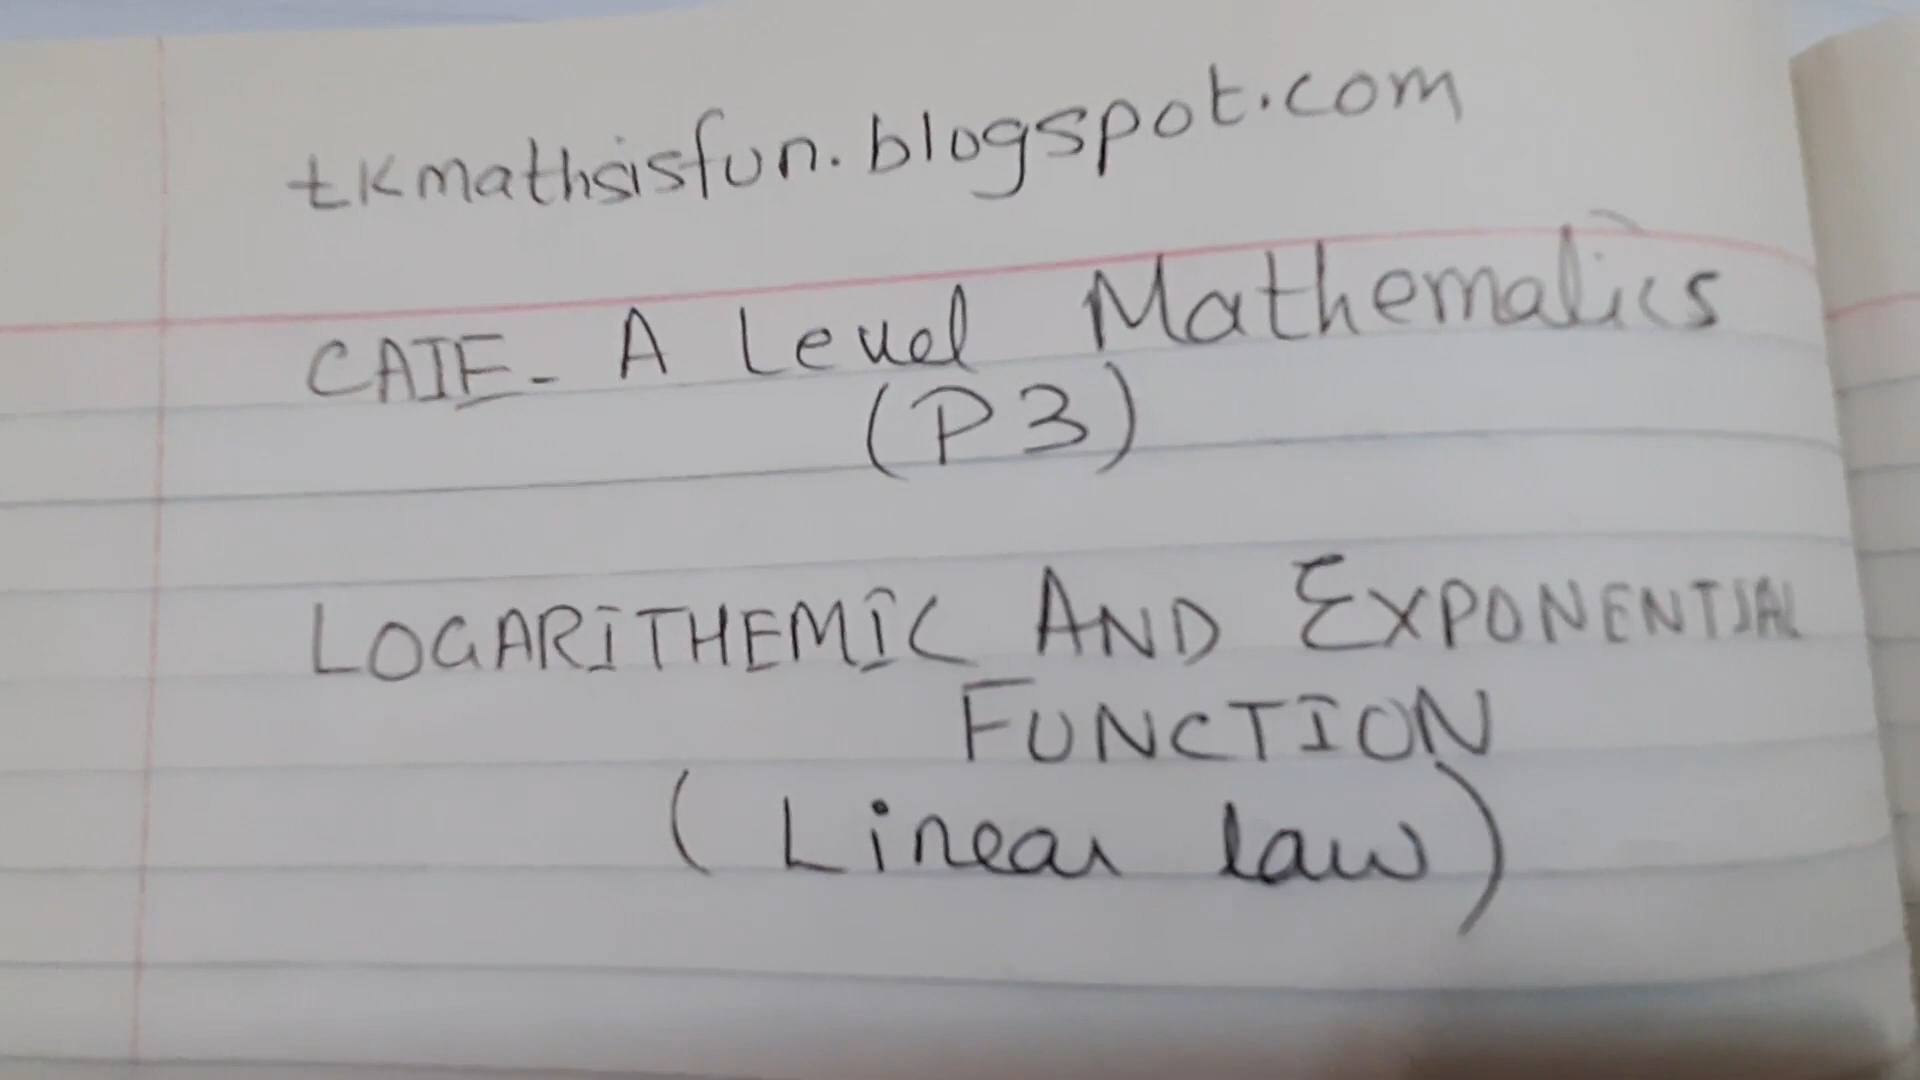 tkmathsisfun.blogspot.com
CAIE- A Level Mathematics
(P3)
LOGARITHEMIC AND EXPONENTIAL
FUNCTION
(Linear law)